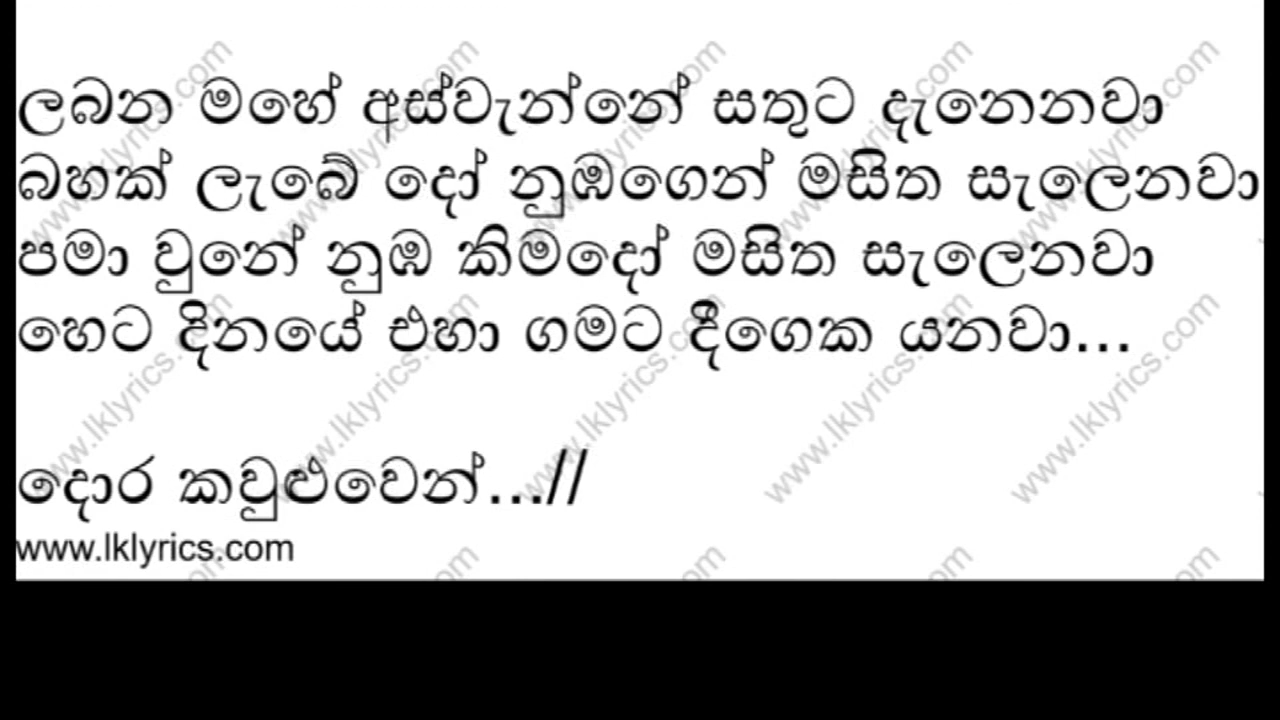 ලබන මහේ අස්වැන්නේ සතුට දැනෙනවා
බහක් ලැබේ දෝ නුඹගෙන් මසිත සැලෙනවා
පමා වුනේ නුඹ කිමදෝ මසිත සැලෙනවා
හෙට දිනයේ එහා ගමට දීගෙක යනවා...
දොර කවුළුවෙන්...//
www.lklyrics.com